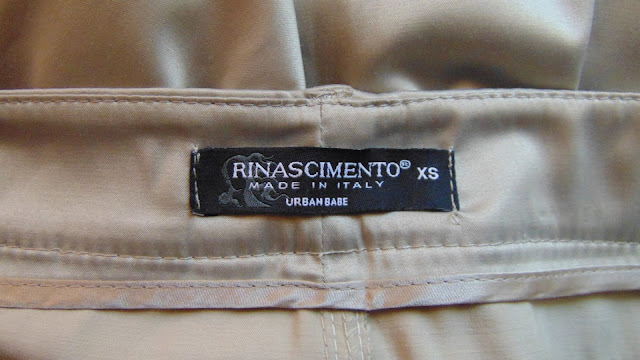 RINASCIMENTO® XS
MADE IN ITALY
URBAN BABE